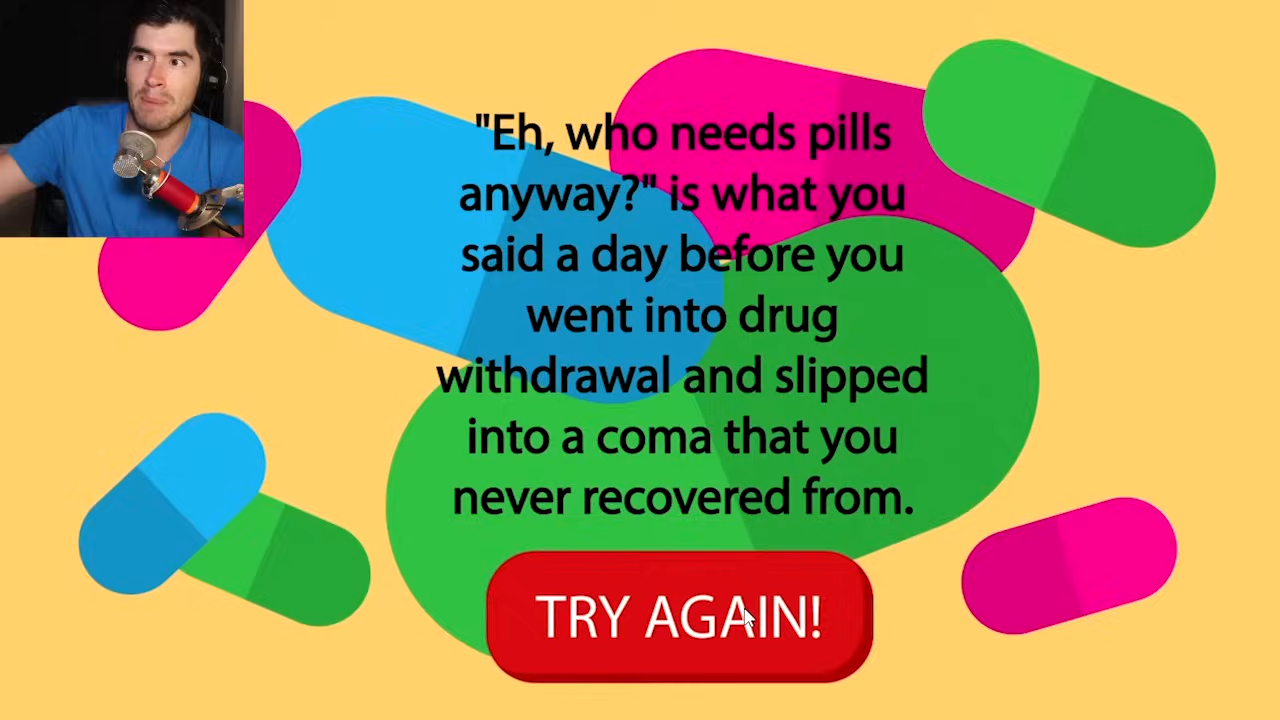 "Eh, who needs pills
anyway?" is what you
said a day before you
went into drug
withdrawal and slipped
into a coma that you
never recovered from.
TRY AGAIN!